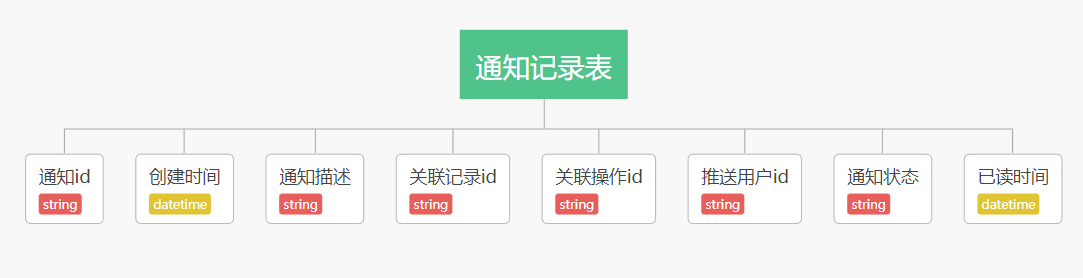 通知记录表
通知id
string
创建时间
datetime
通知描述
string
关联记录id
string
关联操作id
string
推送用户id
string
通知状态
string
已读时间
datetime